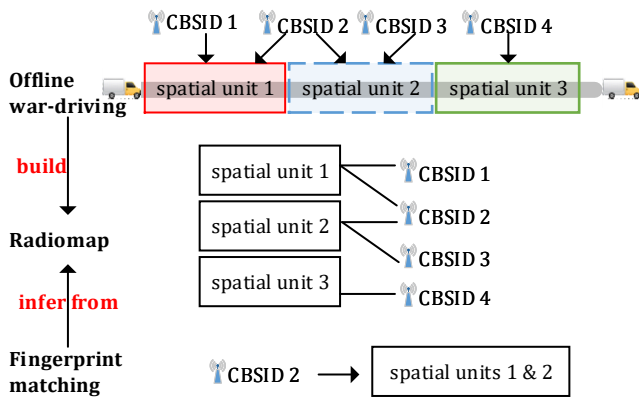 CBSID 1 CBSID 2 CBSID 3 CBSID 4
Offline
war-driving
spatial unit 1 spatial unit 2 spatial unit 3
build
spatial unit 1 CBSID 1
CBSID 2
spatial unit 2
Radiomap
CBSID 3
spatial unit 3
CBSID 4
infer from
Fingerprint
matching
CBSID 2 spatial units 1 & 2